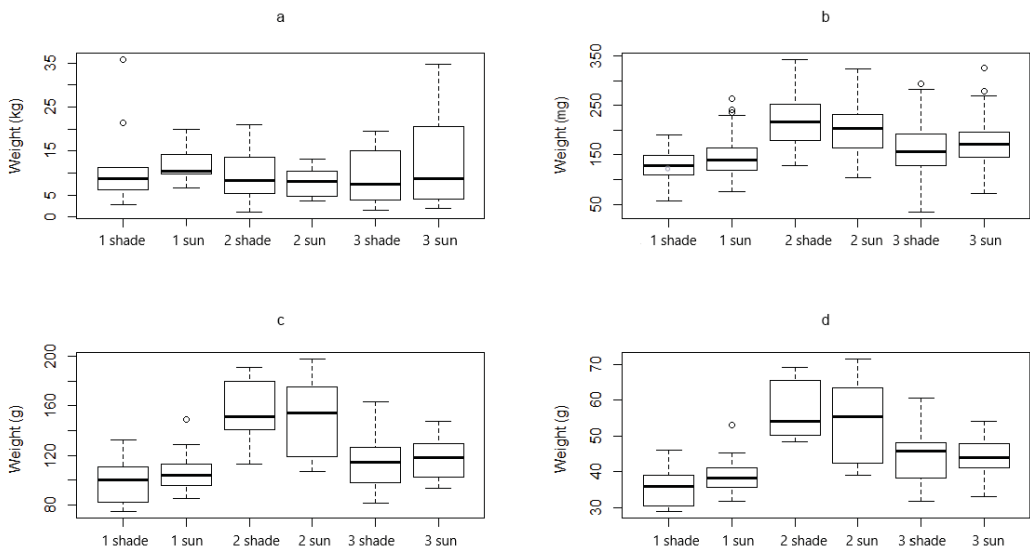 a
Weight (kg)
35
25
15
5
0
1 shade 1 sun 2 shade 2 sun 3 shade 3 sun
b
Weight (mg)
350
250
150
50
1 shade 1 sun 2 shade 2 sun 3 shade 3 sun
c
Weight (g)
200
160
120
80
1 shade 1 sun 2 shade 2 sun 3 shade 3 sun
d
Weight (g)
70
60
50
40
30
1 shade 1 sun 2 shade 2 sun 3 shade 3 sun